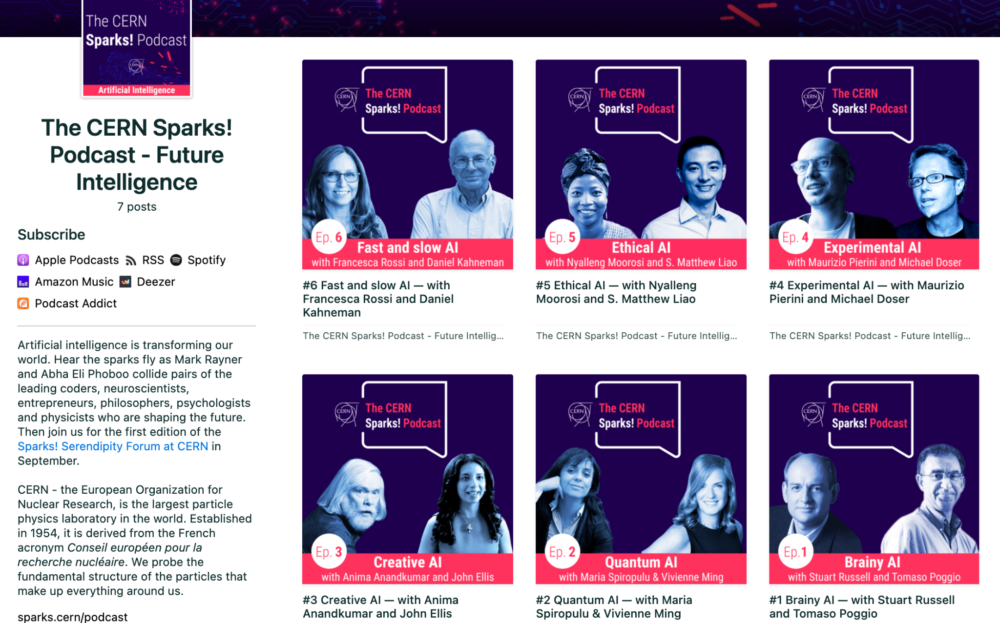 The CERN
Sparks! Podcast
CERN
Artificial Intelligence
The CERN Sparks!
Podcast - Future
Intelligence
7 posts
Subscribe
Apple Podcasts RSS Spotify
Amazon Music Deezer
Podcast Addict
Artificial intelligence is transforming our
world. Hear the sparks fly as Mark Rayner
and Abha Eli Phoboo collide pairs of the
leading coders, neuroscientists,
entrepreneurs, philosophers, psychologists
and physicists who are shaping the future.
Then join us for the first edition of the
Sparks! Serendipity Forum at CERN in
September.
CERN - the European Organization for
Nuclear Research, is the largest particle
physics laboratory in the world. Established
in 1954, it is derived from the French
acronym Conseil européen pour la
recherche nucléaire. We probe the
fundamental structure of the particles that
make up everything around us.
sparks.cern/podcast
CERN
The CERN
Sparks! Podcast
Ep. 6
Fast and slow AI
with Francesca Rossi and Daniel Kahneman
#6 Fast and slow AI — with
Francesca Rossi and Daniel
Kahneman
The CERN Sparks! Podcast - Future Intellig...
CERN
The CERN
Sparks! Podcast
Ep. 5
Ethical AI
with Nyalleng Moorosi and S. Matthew Liao
#5 Ethical AI — with Nyalleng
Moorosi and S. Matthew Liao
The CERN Sparks! Podcast - Future Intellig...
CERN
The CERN
Sparks! Podcast
Ep. 4
Experimental AI
with Maurizio Pierini and Michael Doser
#4 Experimental AI — with Maurizio
Pierini and Michael Doser
The CERN Sparks! Podcast - Future Intellig...
CERN
The CERN
Sparks! Podcast
Ep. 3
Creative AI
with Anima Anandkumar and John Ellis
#3 Creative AI — with Anima
Anandkumar and John Ellis
CERN
The CERN
Sparks! Podcast
Ep. 2
Quantum AI
with Maria Spiropulu & Vivienne Ming
#2 Quantum AI — with Maria
Spiropulu & Vivienne Ming
CERN
The CERN
Sparks! Podcast
Ep.1
Brainy AI
with Stuart Russell and Tomaso Poggio
#1 Brainy AI — with Stuart Russell
and Tomaso Poggio